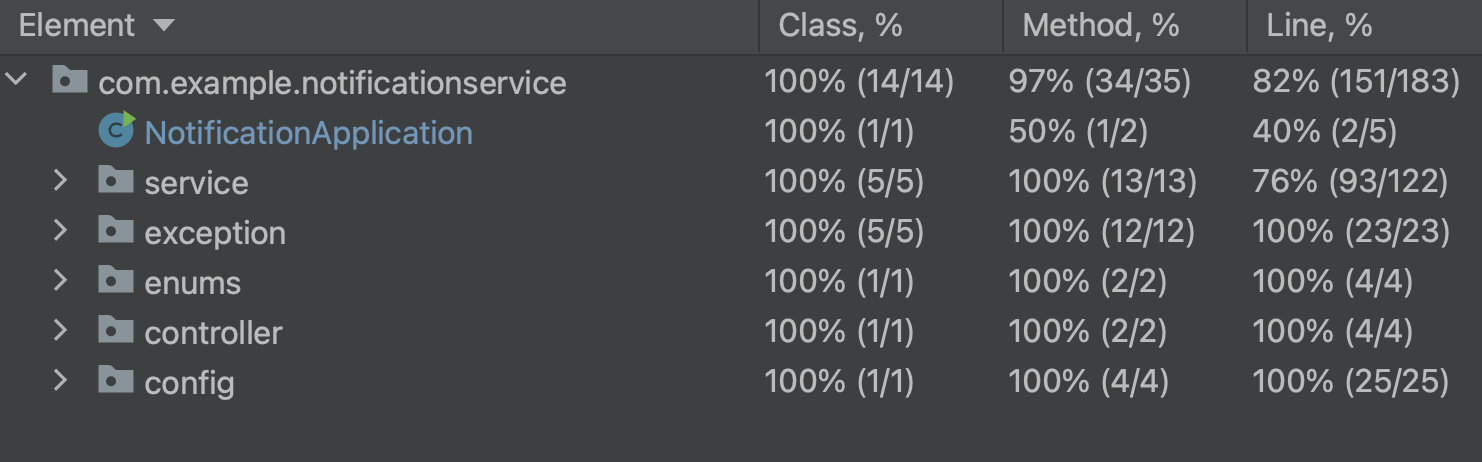 Element Class, % Method, % Line, %
com.example.notificationservice 100% (14/14) 97% (34/35) 82% (151/183)
C NotificationApplication 100% (1/1) 50% (1/2) 40% (2/5)
service 100% (5/5) 100% (13/13) 76% (93/122)
exception 100% (5/5) 100% (12/12) 100% (23/23)
enums 100% (1/1) 100% (2/2) 100% (4/4)
controller 100% (1/1) 100% (2/2) 100% (4/4)
config 100% (1/1) 100% (4/4) 100% (25/25)